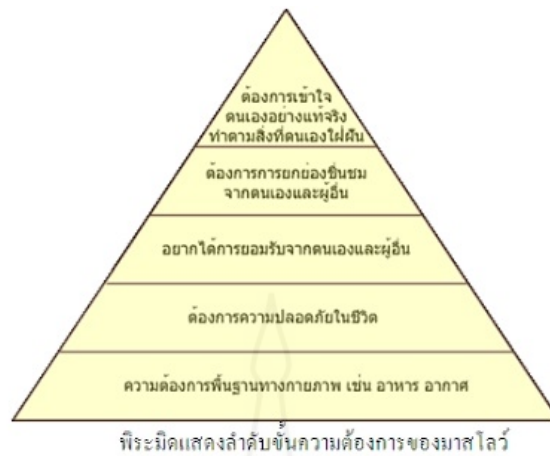 ต้องการเข้าใจ
ตนเองอย่างแท้จริง
ทำตามสิ่งที่ตนเองใฝ่ฝัน
ต้องการการยกย่องชื่นชม
จากตนเองและผู้อื่น
อยากได้การยอมรับจากตนเองและผู้อื่น
ต้องการความปลอดภัยในชีวิต
ความต้องการพื้นฐานทางกายภาพ เช่น อาหาร อากาศ
พีระมิดแสดงลำดับขั้นความต้องการของมาสโลว์